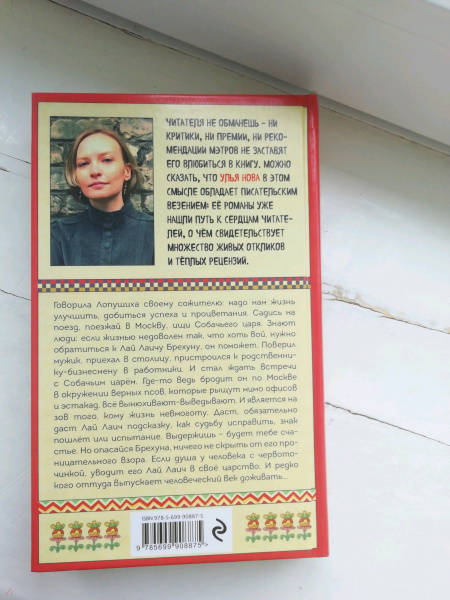 ЧИТАТЕЛЯ НЕ ОБМАНЕШЬ – НИ
КРИТИКИ, НИ ПРЕМИИ, НИ РЕКО-
МЕНДАЦИИ МЭТРОВ НЕ ЗАСТАВЯТ
ЕГО ВЛЮБИТЬСЯ В КНИГУ. МОЖНО
СКАЗАТЬ, ЧТО УЛЬЯ НОВА В ЭТОМ
СМЫСЛЕ ОБЛАДАЕТ ПИСАТЕЛЬСКИМ
ВЕЗЕНИЕМ: ЕЁ РОМАНЫ УЖЕ
НАШЛИ ПУТЬ К СЕРДЦАМ ЧИТАТЕ-
ЛЕЙ, О ЧЁМ СВИДЕТЕЛЬСТВУЕТ
МНОЖЕСТВО ЖИВЫХ ОТКЛИКОВ
И ТЁПЛЫХ РЕЦЕНЗИЙ.
Говорила Лопушиха своему сожителю: надо нам жизнь
улучшить, добиться успеха и процветания. Садись на
поезд, поезжай в Москву, ищи Собачьего царя. Знают
люди: если жизнью недоволен так, что хоть вой, нужно
обратиться к Лай Лаичу Брехуну, он поможет. Поверил
мужик, приехал в столицу, пристроился к родственни-
ку-бизнесмену в работники. И стал ждать встречи
с Собачьим царём. Где-то ведь бродит он по Москве
в окружении верных псов, которые рыщут мимо офисов
и эстакад, всё вынюхивают-выведывают. И является на
зов того, кому жизнь невмоготу. Даст, обязательно
даст Лай Лаич подсказку, как судьбу исправить, знак
пошлёт или испытание. Выдержишь – будет тебе сча-
стье. Но опасайся Брехуна, ничего не скрыть от его про-
ницательного взора. Если душа у человека с червото-
чинкой, уводит его Лай Лаич в своё царство. И редко
кого оттуда выпускает человеческий век доживать...
ISBN 978-5-699-90887-5
9 785699 908875 >